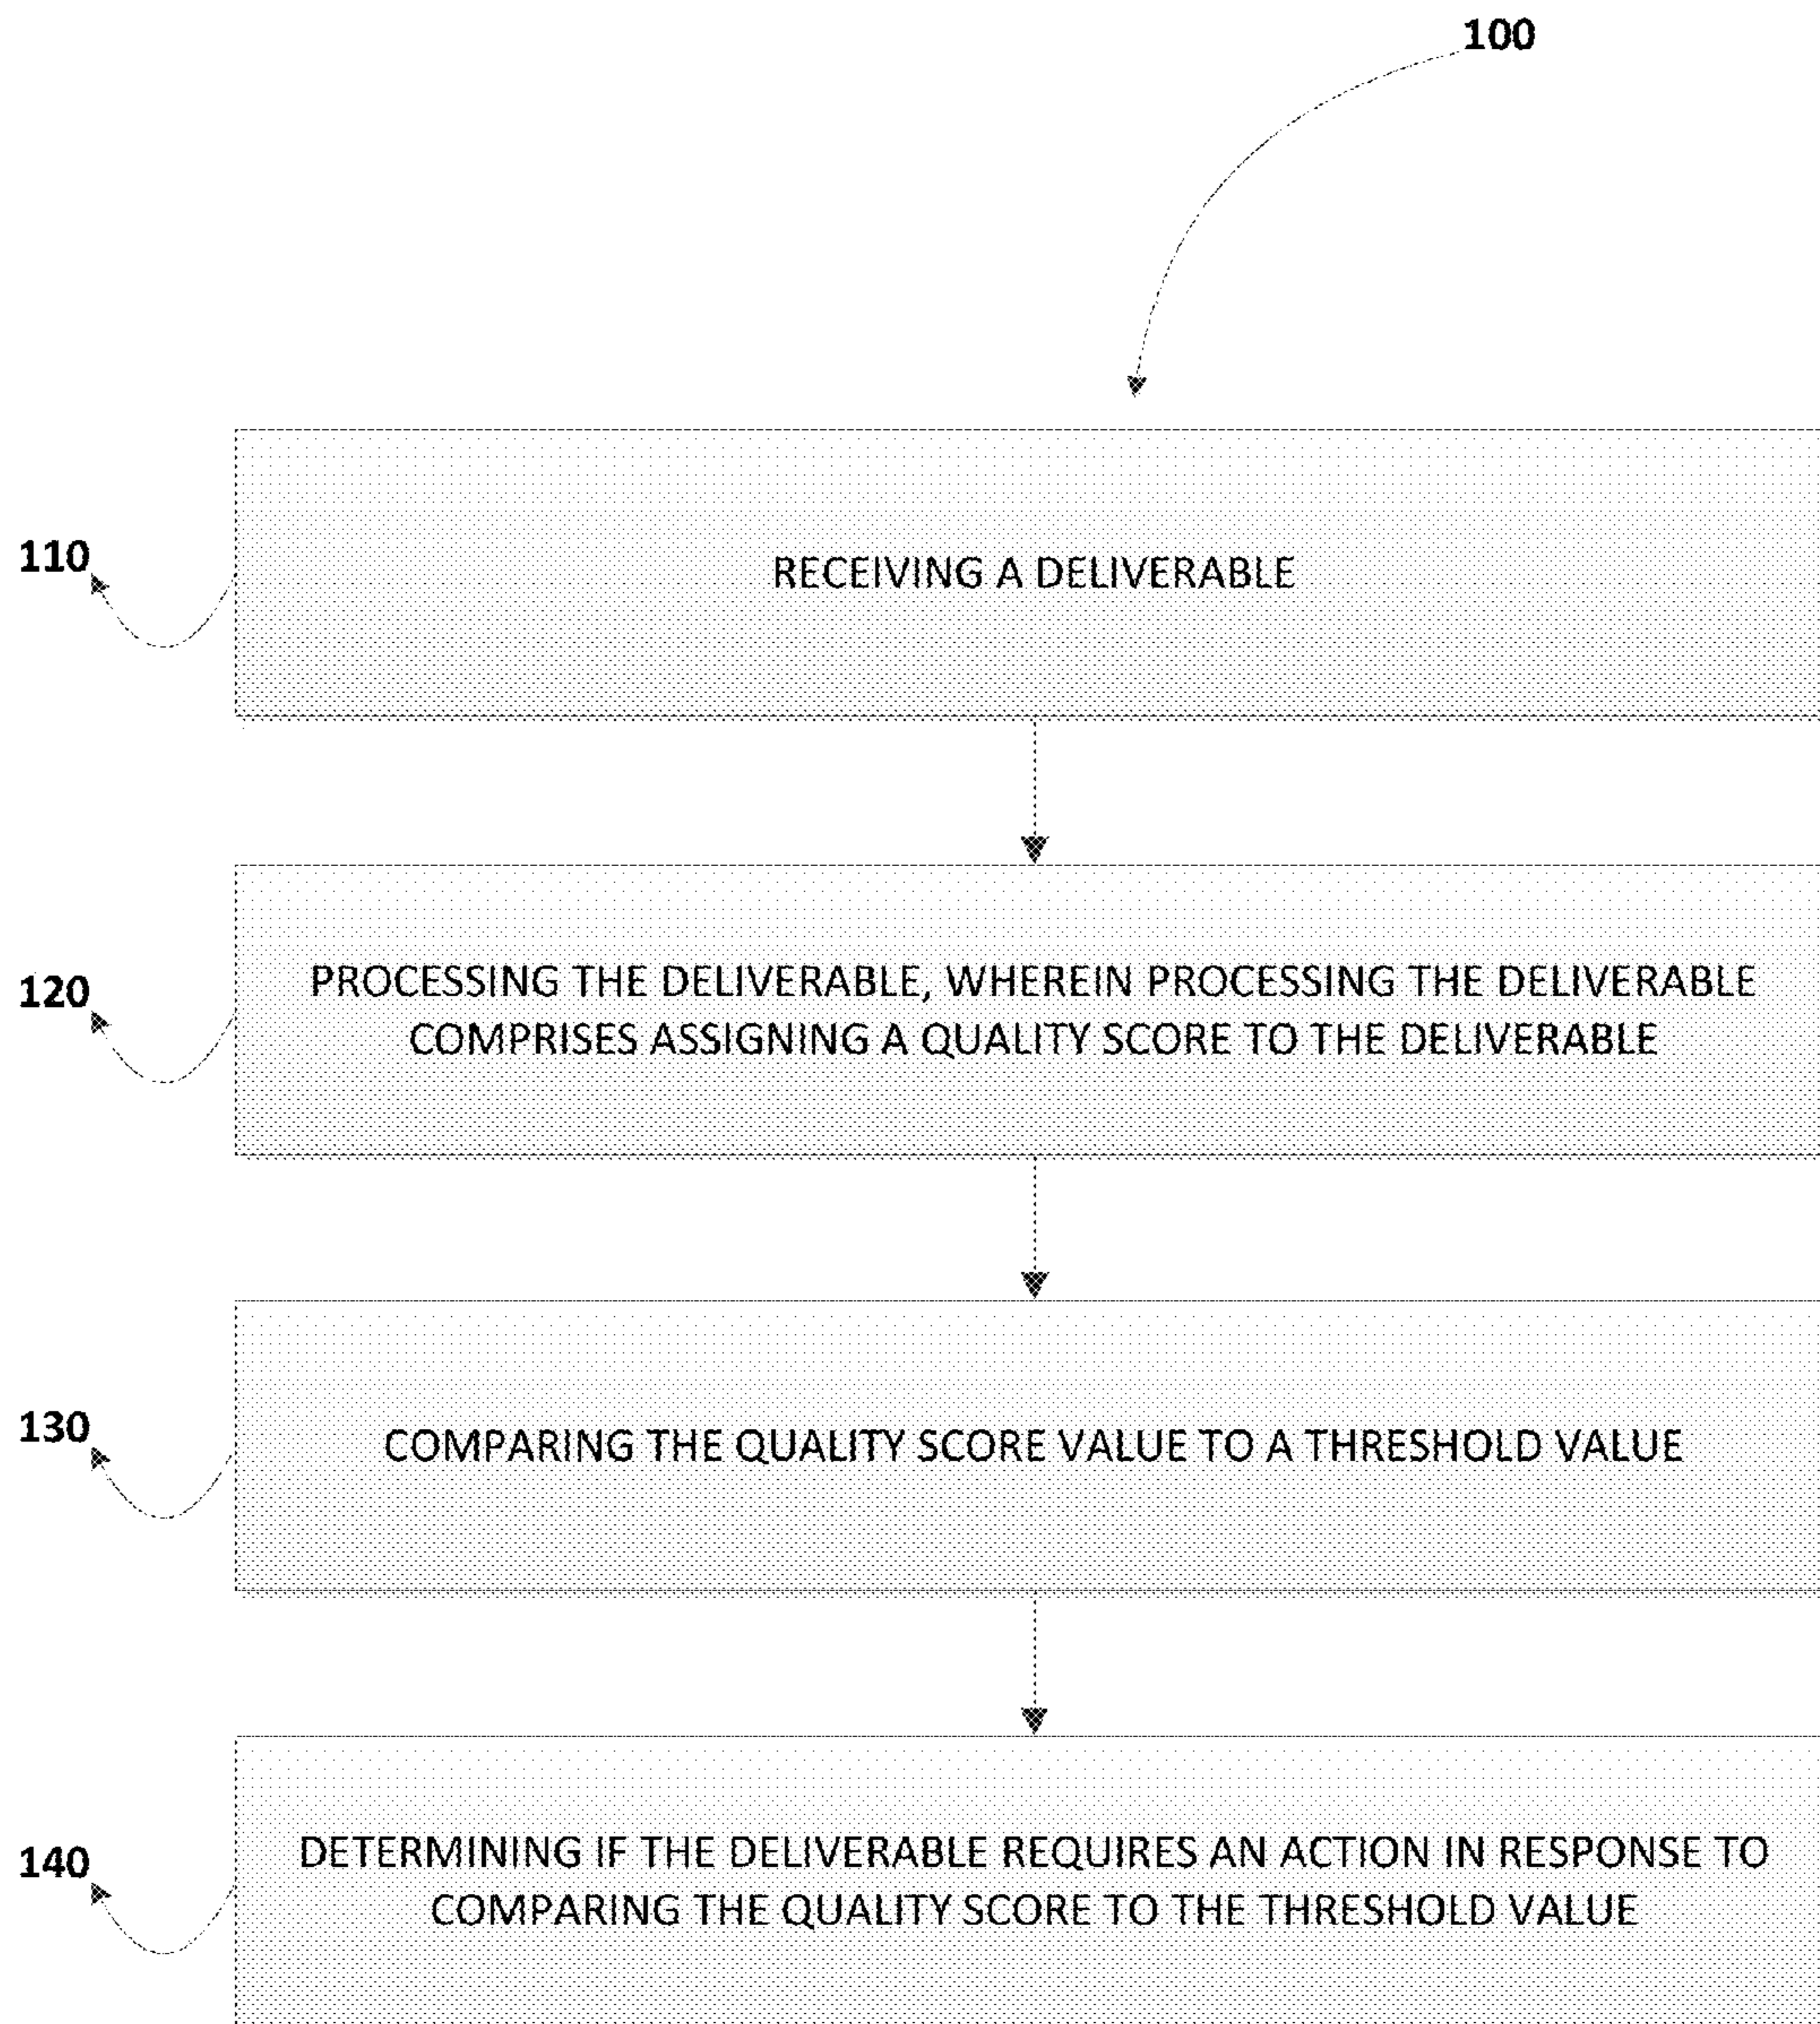 100
110
RECEIVING A DELIVERABLE
120
PROCESSING THE DELIVERABLE, WHEREIN PROCESSING THE DELIVERABLE
COMPRISES ASSIGNING A QUALITY SCORE TO THE DELIVERABLE
130
COMPARING THE QUALITY SCORE VALUE TO A THRESHOLD VALUE
140
DETERMINING IF THE DELIVERABLE REQUIRES AN ACTION IN RESPONSE TO
COMPARING THE QUALITY SCORE TO THE THRESHOLD VALUE